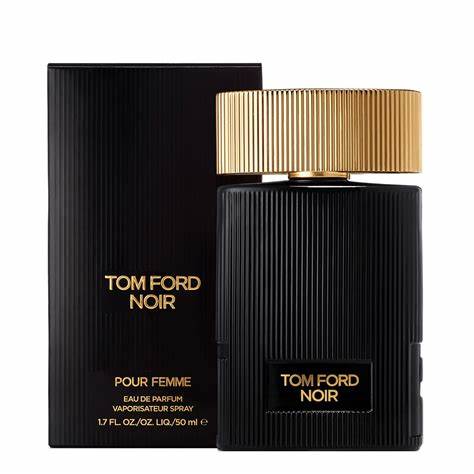 TOM FORD
NOIR
POUR FEMME
EAU DE PARFUM
VAPORISATEUR SPRAY
1.7 FL. OZ./OZ. LIQ./50 ml ℮
TOM FORD
NOIR